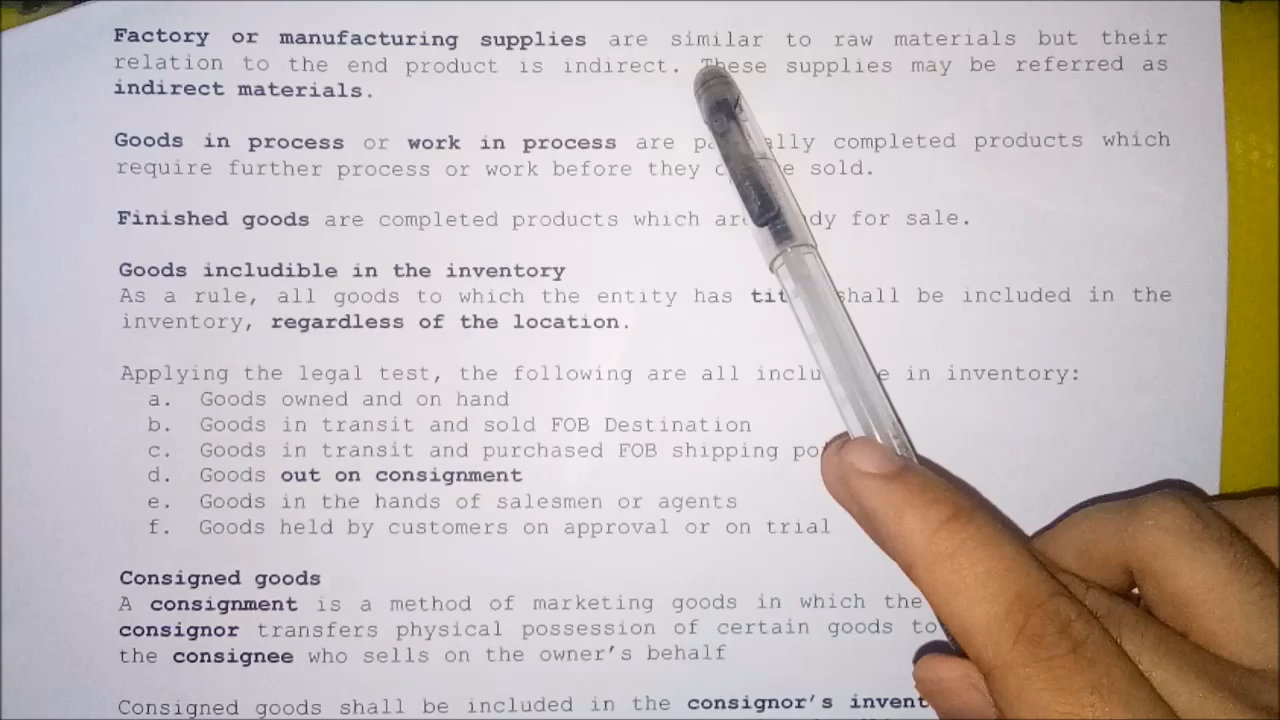 Factory or manufacturing supplies are similar to raw materials but their
relation to the end product is indirect. These supplies may be referred as
indirect materials.
Goods in process or work in process are completed products which
require further process or work before they sold.
Finished goods are completed products which for sale.
Goods includible in the inventory
As a rule, all goods to which the entity has shall be included in the
inventory, regardless of the location.
Applying the legal test, the following are all in inventory:
a. Goods owned and on hand
b. Goods in transit and sold FOB Destination
c. Goods in transit and purchased FOB shipping
d. Goods out on consignment
e. Goods in the hands of salesmen or agents
f. Goods held by customers on approval or on trial
Consigned goods
A consignment is a method of marketing goods in which the
consignor transfers physical possession of certain goods to
the consignee who sells on the owner's behalf
Consigned goods shall be included in the consignor's